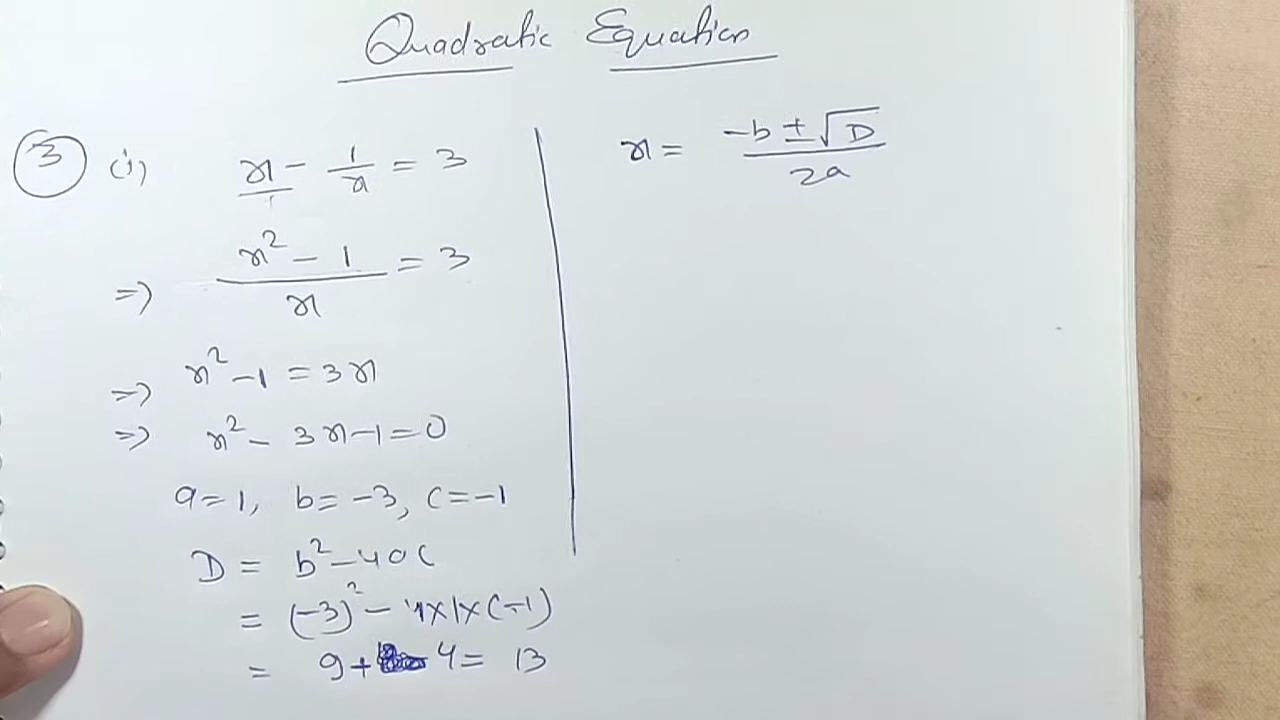 Quadratic Equation
3 (i) x - 1/x = 3
=> (x² - 1)/x = 3
=> x² - 1 = 3x
=> x² - 3x - 1 = 0
a = 1, b = -3, c = -1
D = b² - 4ac
= (-3)² - 4×1×(-1)
= 9 + 4 = 13
x = (-b ± √D)/2a